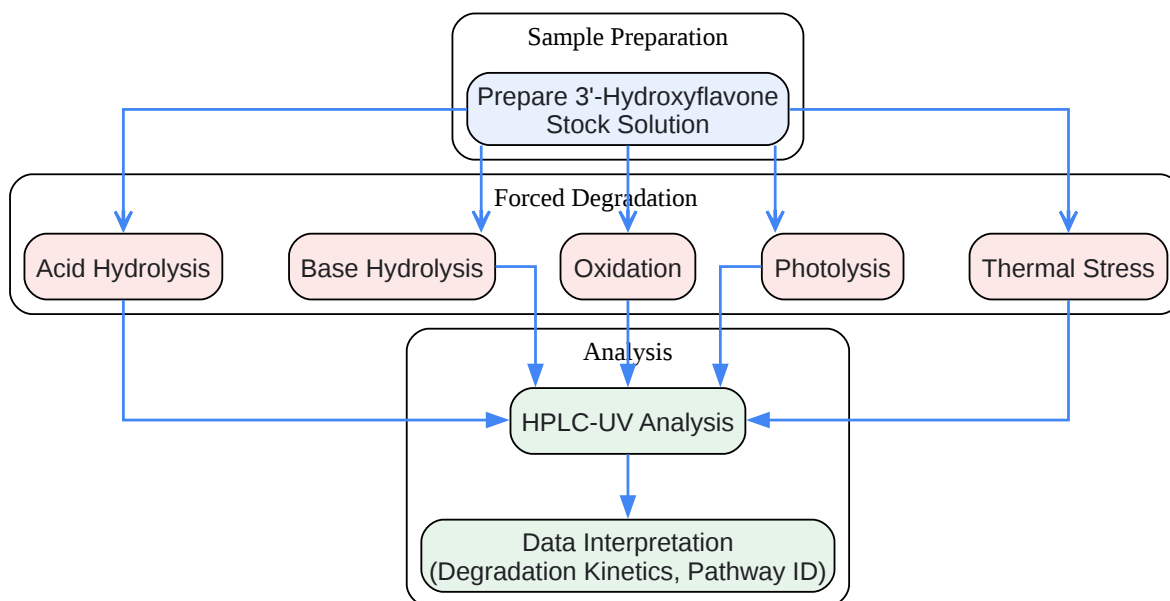 Sample Preparation
Prepare 3'-Hydroxyflavone
Stock Solution
Forced Degradation
Acid Hydrolysis
Base Hydrolysis
Oxidation
Photolysis
Thermal Stress
Analysis
HPLC-UV Analysis
Data Interpretation
(Degradation Kinetics, Pathway ID)